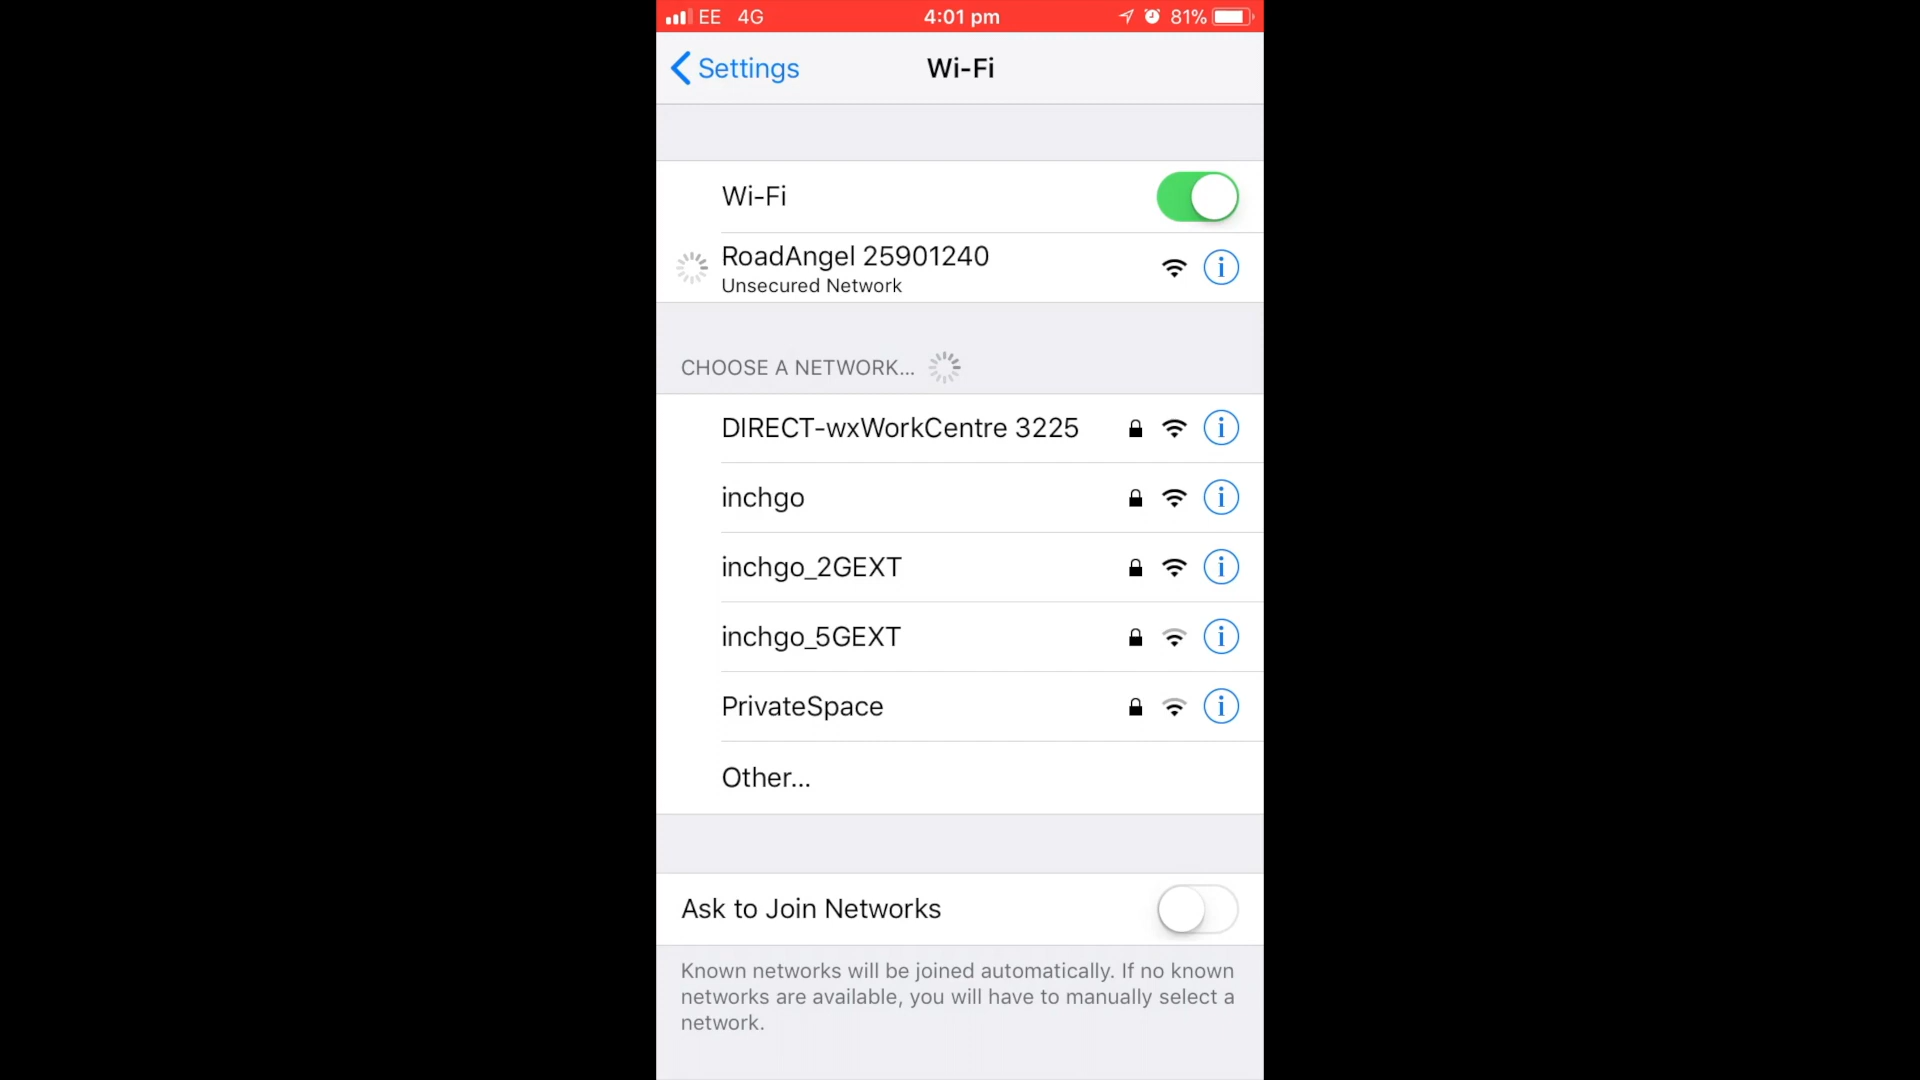 EE 4G 4:01 pm 81%
Settings Wi-Fi
Wi-Fi
RoadAngel 25901240
Unsecured Network
CHOOSE A NETWORK...
DIRECT-wxWorkCentre 3225
inchgo
inchgo_2GEXT
inchgo_5GEXT
PrivateSpace
Other...
Ask to Join Networks
Known networks will be joined automatically. If no known
networks are available, you will have to manually select a
network.